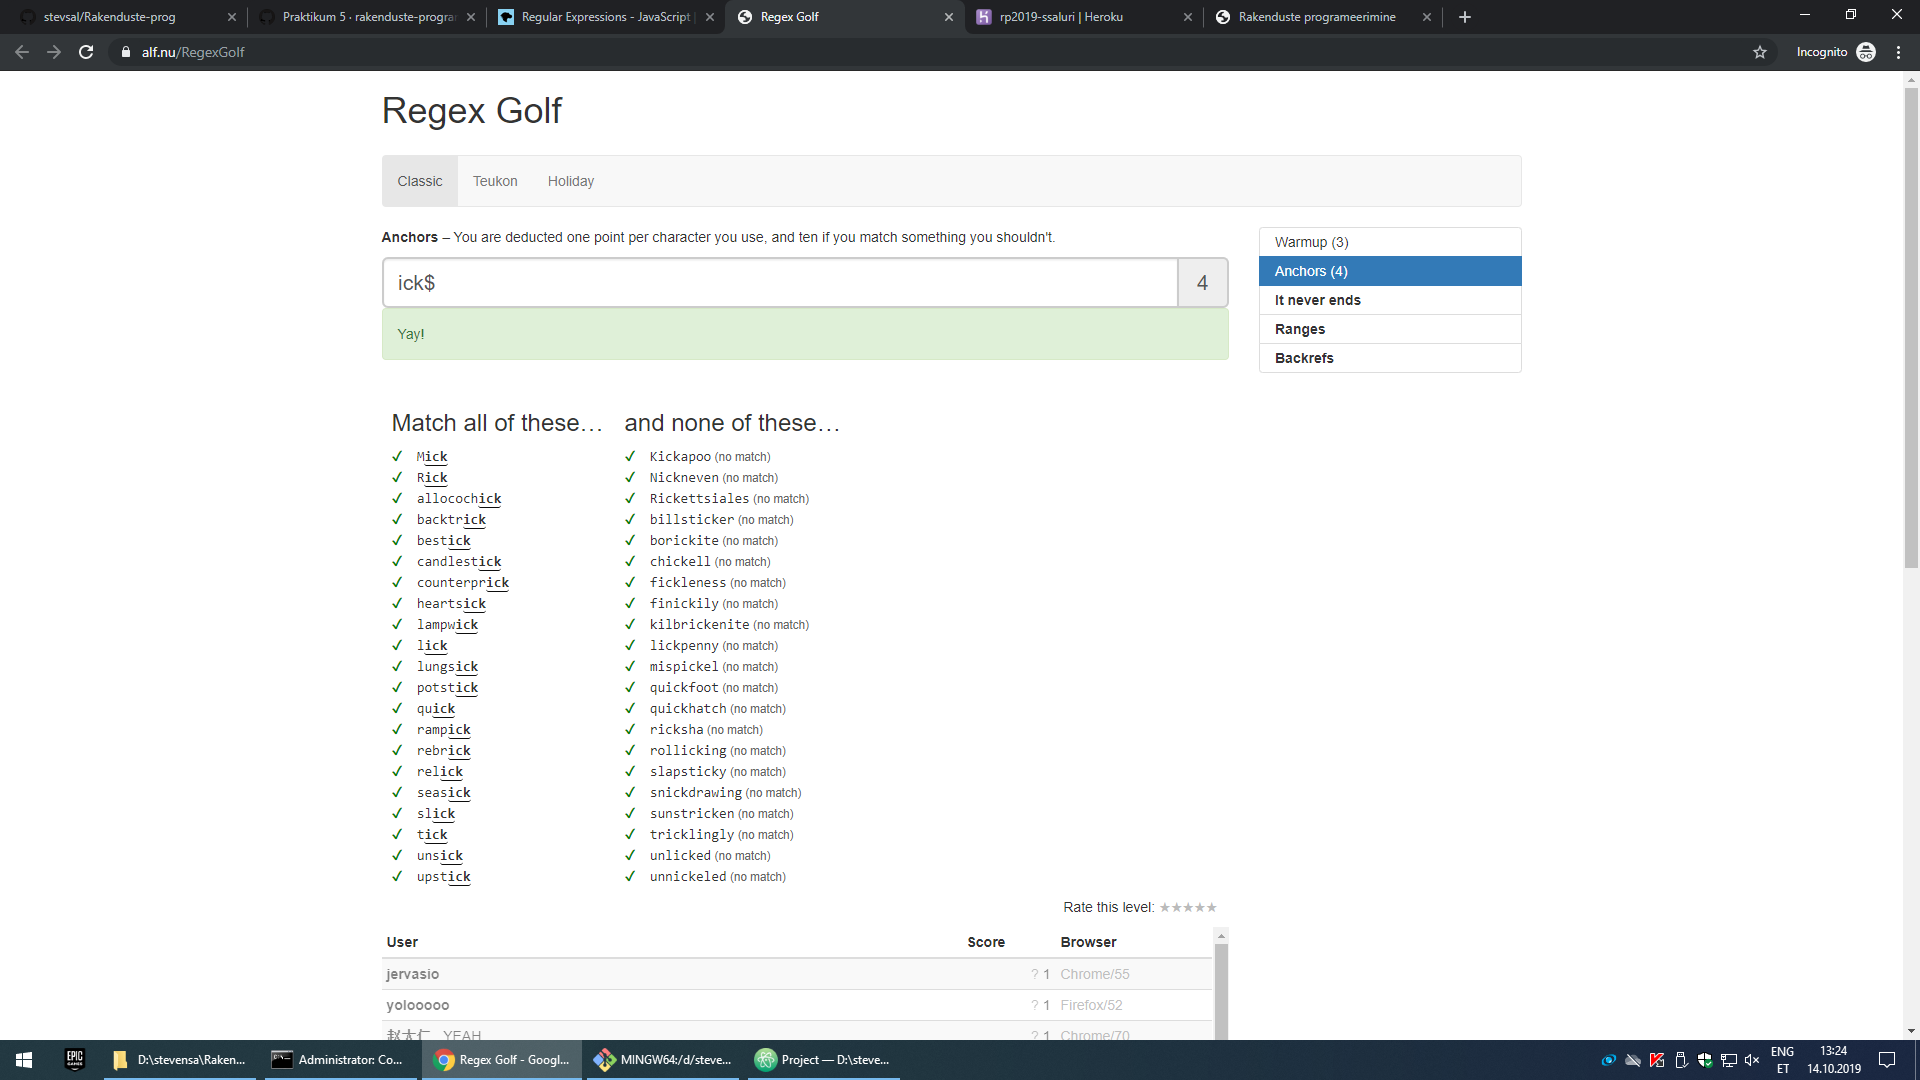 stevsal/Rakenduste-prog
Praktikum 5 · rakenduste-progra
Regular Expressions - JavaScript
Regex Golf
rp2019-ssaluri | Heroku
Rakenduste programeerimine
alf.nu/RegexGolf
Incognito
Regex Golf
Classic Teukon Holiday
Anchors – You are deducted one point per character you use, and ten if you match something you shouldn't.
ick$ 4
Yay!
Warmup (3)
Anchors (4)
It never ends
Ranges
Backrefs
Match all of these…
Mick
Rick
allocochick
backtrick
bestick
candlestick
counterprick
heartsick
lampwick
lick
lungsick
potstick
quick
rampick
rebrick
relick
seasick
slick
tick
unsick
upstick
and none of these…
Kickapoo (no match)
Nickneven (no match)
Rickettsiales (no match)
billsticker (no match)
borickite (no match)
chickell (no match)
fickleness (no match)
finickily (no match)
kilbrickenite (no match)
lickpenny (no match)
mispickel (no match)
quickfoot (no match)
quickhatch (no match)
ricksha (no match)
rollicking (no match)
slapsticky (no match)
snickdrawing (no match)
sunstricken (no match)
tricklingly (no match)
unlicked (no match)
unnickeled (no match)
Rate this level: ★★★★★
User Score Browser
jervasio ? 1 Chrome/55
yolooooo ? 1 Firefox/52
赵大仁 YEAH ? 1 Chrome/70
EPIC GAMES
D:\stevensa\Raken...
Administrator: Co...
Regex Golf - Googl...
MINGW64:/d/steve...
Project — D:\steve...
ENG
ET
13:24
14.10.2019